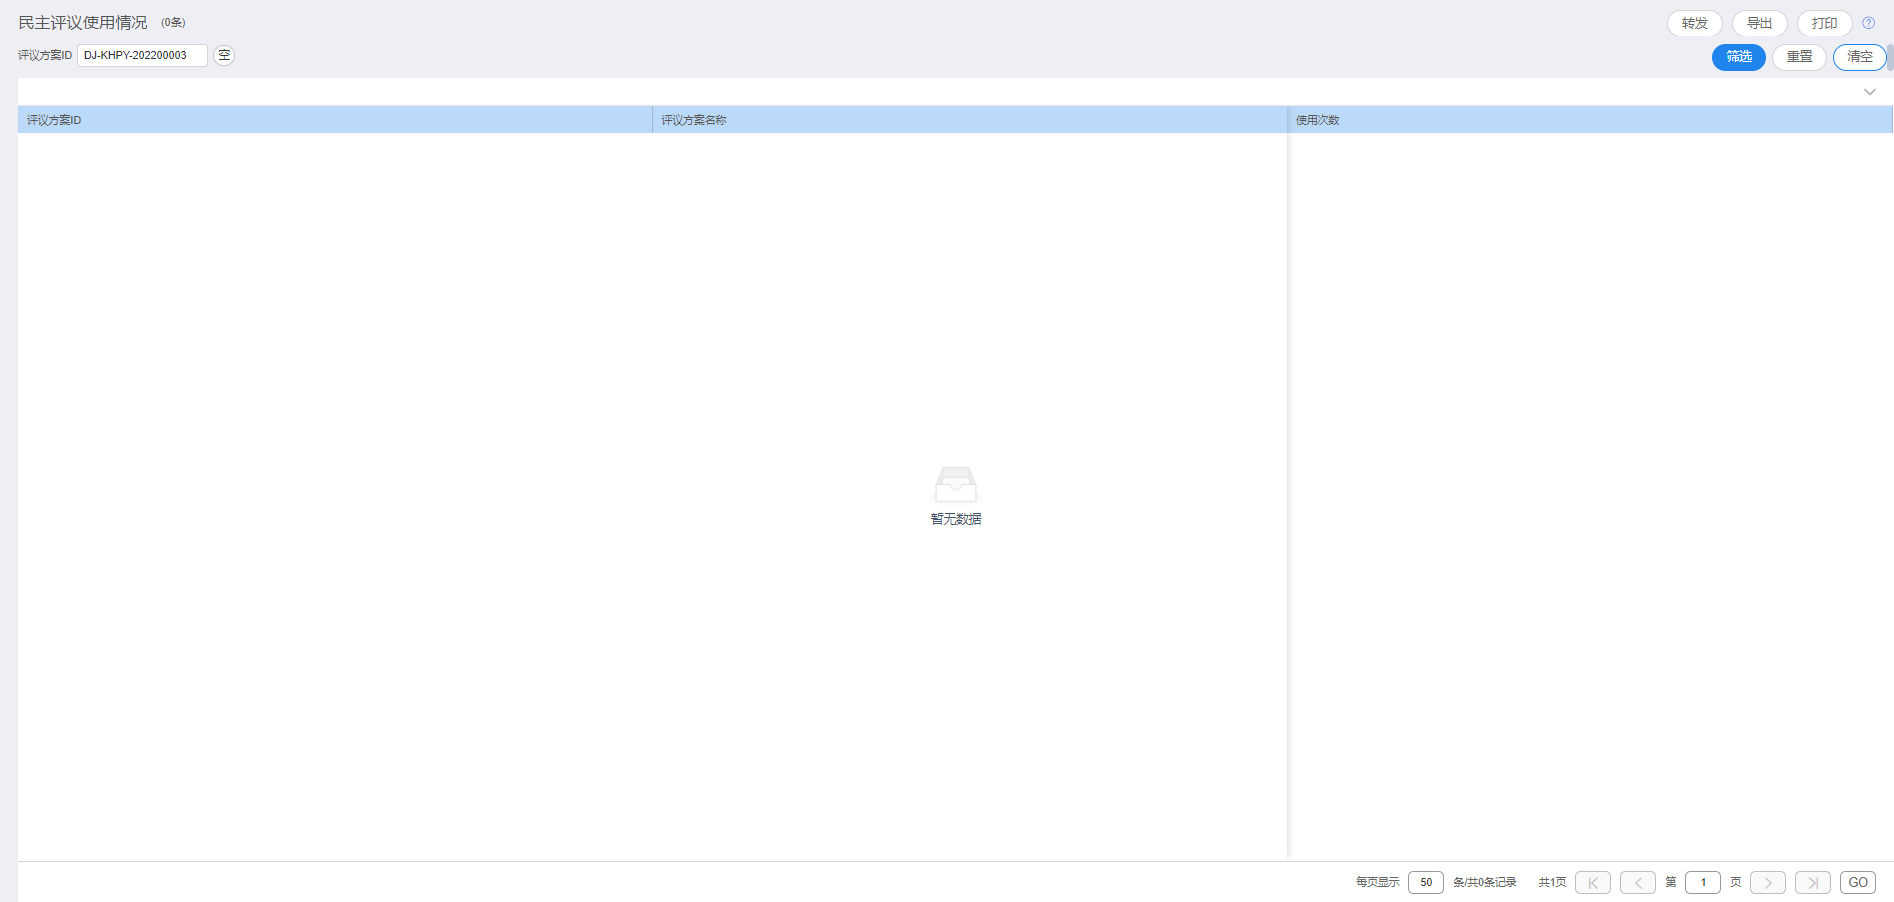 民主评议使用情况 (0条) 转发 导出 打印
评议方案ID DJ-KHPY-202200003 空 筛选 重置 清空
评议方案ID 评议方案名称 使用次数
暂无数据
每页显示 50 条/共0条记录 共1页 第 1 页 GO